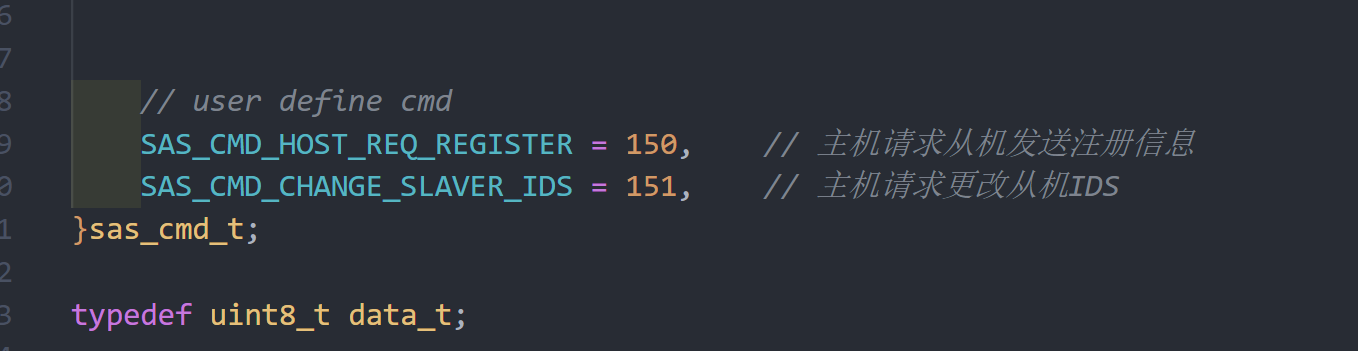 6
7
8 // user define cmd
9 SAS_CMD_HOST_REQ_REGISTER = 150, // 主机请求从机发送注册信息
0 SAS_CMD_CHANGE_SLAVER_IDS = 151, // 主机请求更改从机IDS
1 }sas_cmd_t;
2
3 typedef uint8_t data_t;